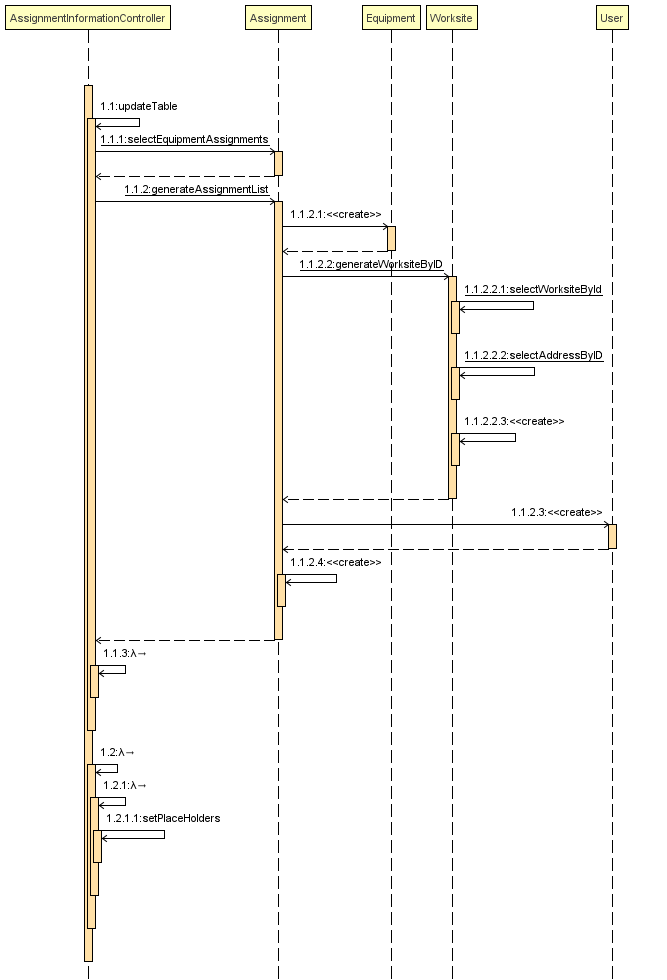 AssignmentInformationController
Assignment
Equipment
Worksite
User
1.1:updateTable
1.1.1:selectEquipmentAssignments
1.1.2:generateAssignmentList
1.1.2.1:<<create>>
1.1.2.2:generateWorksiteByID
1.1.2.2.1:selectWorksiteById
1.1.2.2.2:selectAddressByID
1.1.2.2.3:<<create>>
1.1.2.3:<<create>>
1.1.2.4:<<create>>
1.1.3:λ→
1.2:λ→
1.2.1:λ→
1.2.1.1:setPlaceHolders